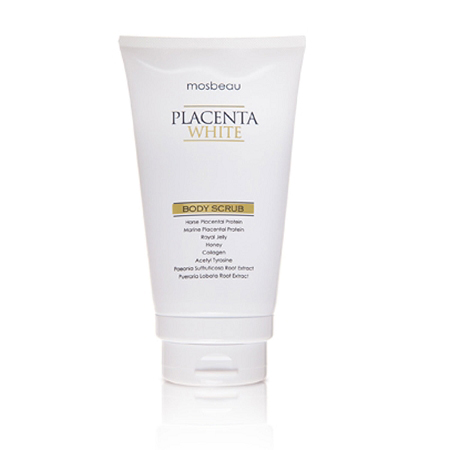 mosbeau
PLACENTA
WHITE
BODY SCRUB
Horse Placental Protein
Marine Placental Protein
Royal Jelly
Honey
Collagen
Acetyl Tyrosine
Paeonia Suffruticosa Root Extract
Pueraria Lobata Root Extract